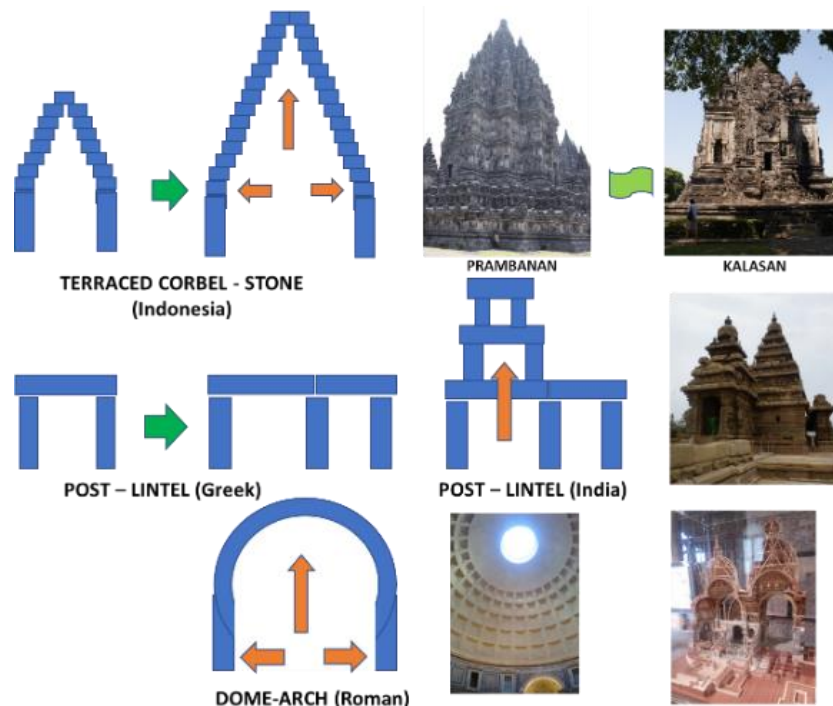 PRAMBANAN
KALASAN
TERRACED CORBEL - STONE
(Indonesia)
POST – LINTEL (Greek)
POST – LINTEL (India)
DOME-ARCH (Roman)